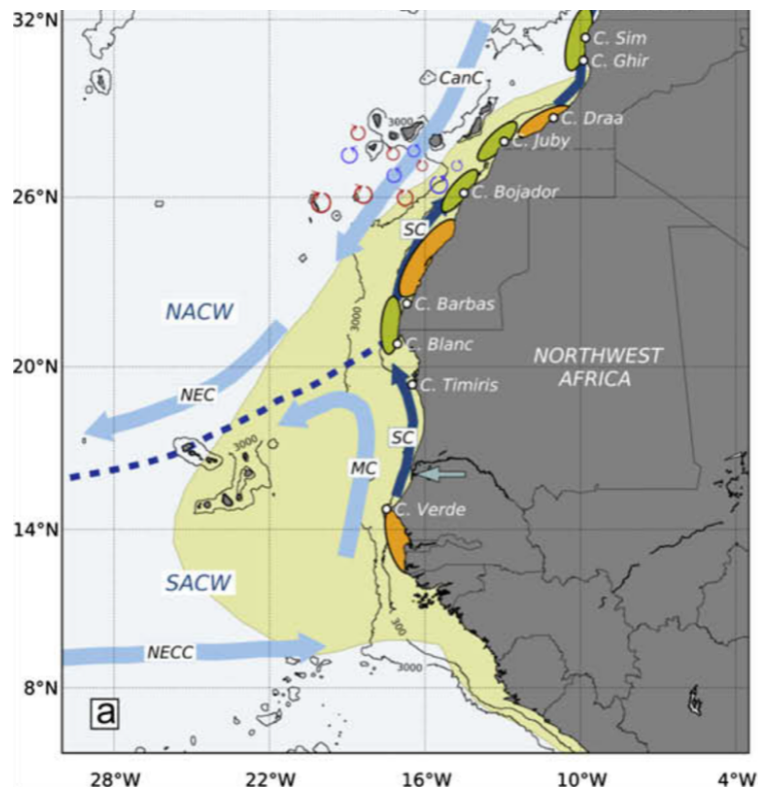 32°N
C. Sim
C. Ghir
CanC
3000
C. Draa
C. Juby
26°N
C. Bojador
SC
C. Barbas
NACW
3000
C. Blanc
20°N
NORTHWEST
AFRICA
C. Timiris
NEC
3000
SC
MC
C. Verde
14°N
SACW
300
NECC
3000
8°N
a
28°W
22°W
16°W
10°W
4°W